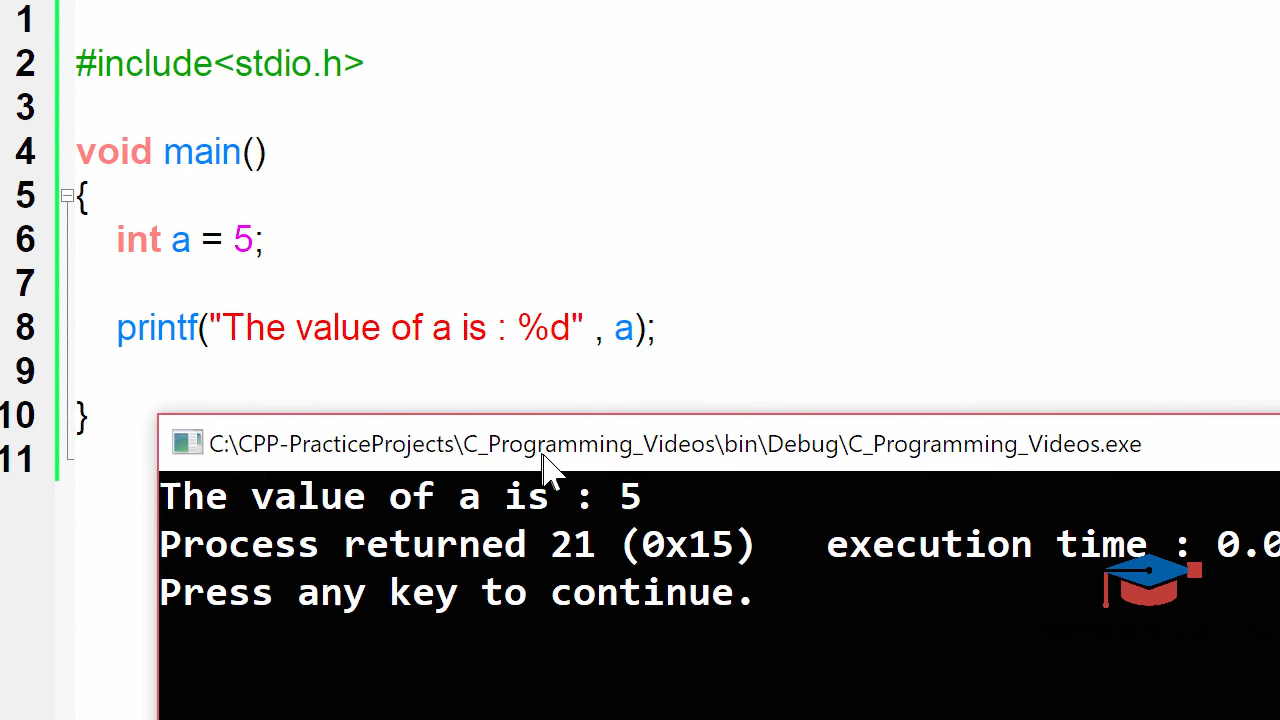 1
2 #include<stdio.h>
3
4 void main()
5 {
6 int a = 5;
7
8 printf("The value of a is : %d" , a);
9
10 }
11
C:\CPP-PracticeProjects\C_Programming_Videos\bin\Debug\C_Programming_Videos.exe
The value of a is : 5
Process returned 21 (0x15) execution time : 0.0
Press any key to continue.